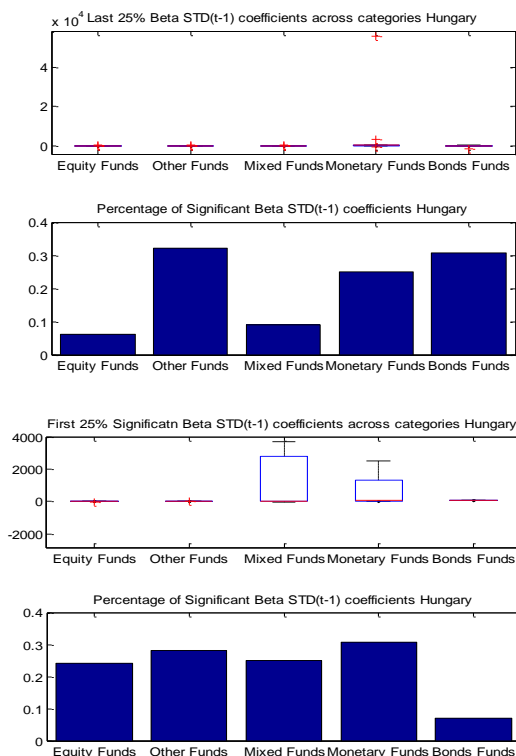 x 10^4 Last 25% Beta STD(t-1) coefficients across categories Hungary
4
2
0
Equity Funds Other Funds Mixed Funds Monetary Funds Bonds Funds
Percentage of Significant Beta STD(t-1) coefficients Hungary
0.4
0.3
0.2
0.1
0
Equity Funds Other Funds Mixed Funds Monetary Funds Bonds Funds
First 25% Significatn Beta STD(t-1) coefficients across categories Hungary
4000
2000
0
-2000
Equity Funds Other Funds Mixed Funds Monetary Funds Bonds Funds
Percentage of Significant Beta STD(t-1) coefficients Hungary
0.4
0.3
0.2
0.1
0
Equity Funds Other Funds Mixed Funds Monetary Funds Bonds Funds